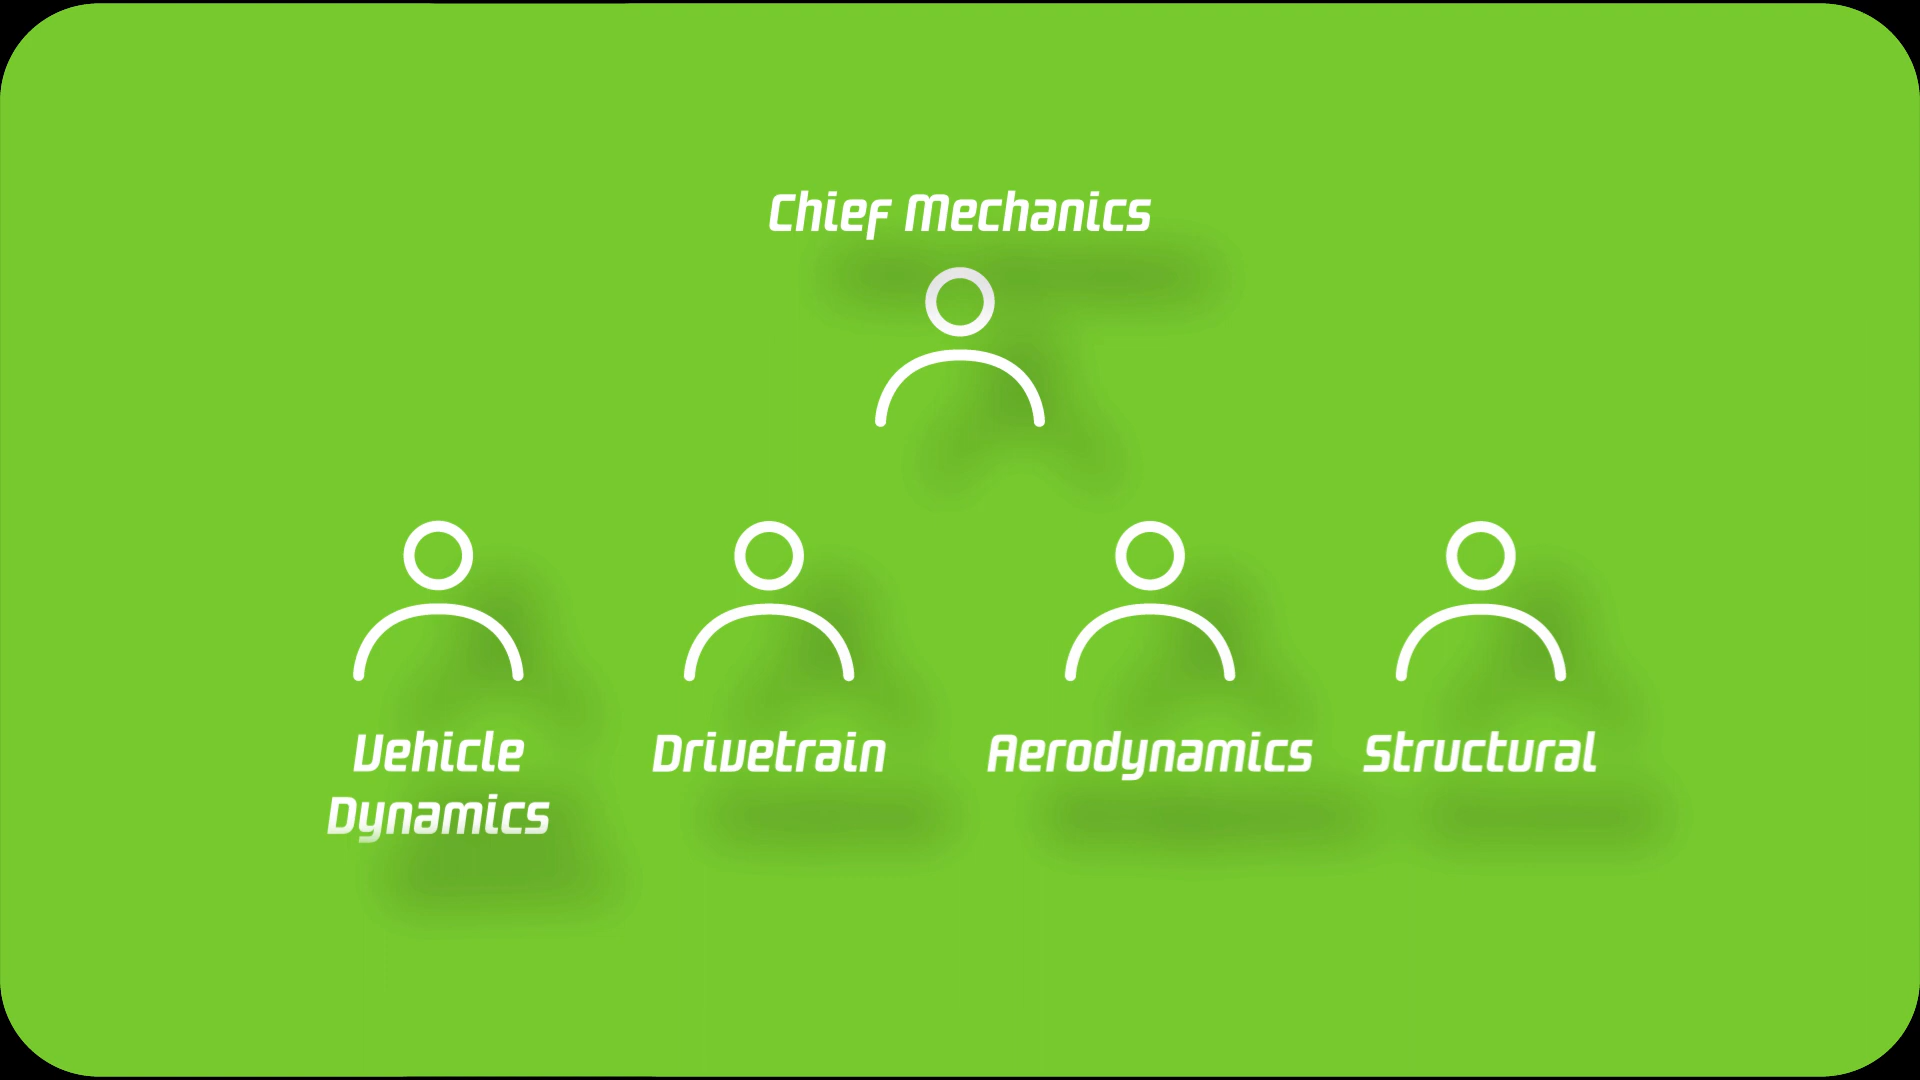 Chief Mechanics
Vehicle
Dynamics
Drivetrain
Aerodynamics
Structural